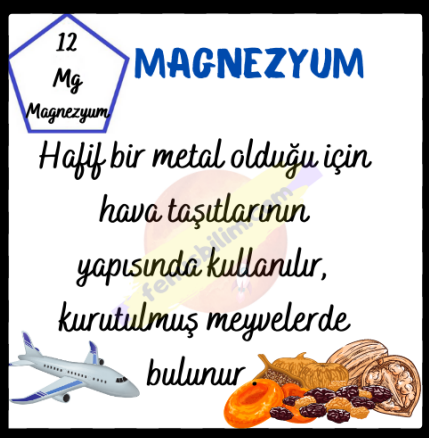 12
Mg
Magnezyum
MAGNEZYUM
Hafif bir metal olduğu için
hava taşıtlarının
yapısında kullanılır,
kurutulmuş meyvelerde
bulunur